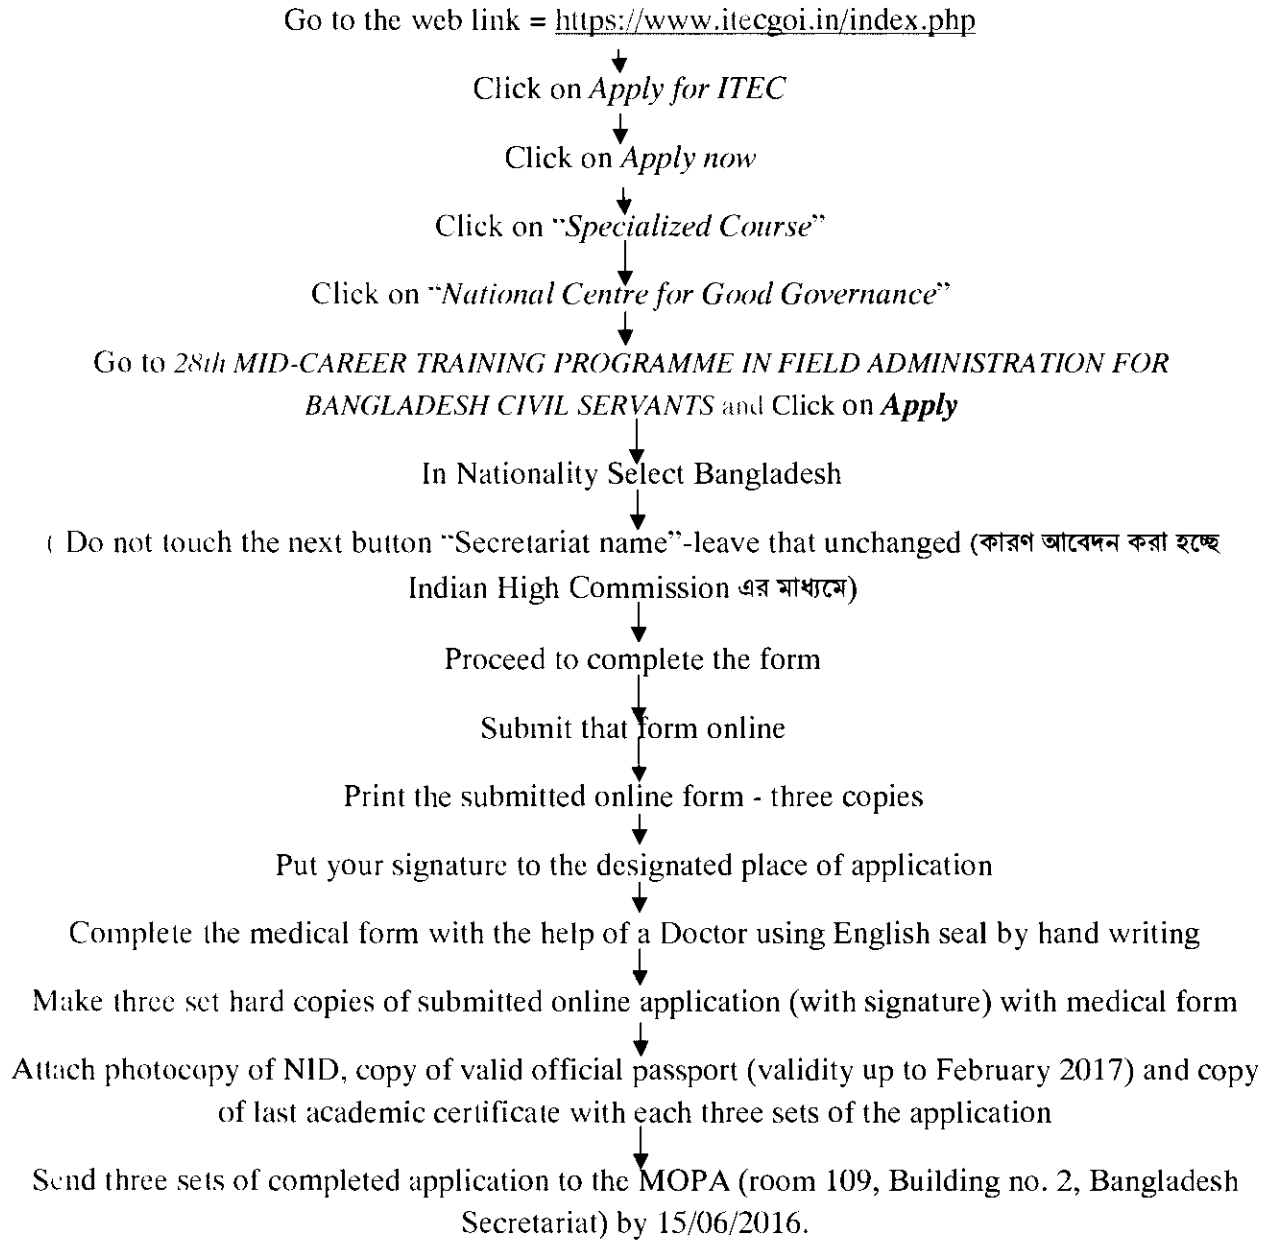 Go to the web link = https://www.itecgoi.in/index.php
Click on Apply for ITEC
Click on Apply now
Click on “Specialized Course”
Click on “National Centre for Good Governance”
Go to 28th MID-CAREER TRAINING PROGRAMME IN FIELD ADMINISTRATION FOR
BANGLADESH CIVIL SERVANTS and Click on Apply
In Nationality Select Bangladesh
( Do not touch the next button “Secretariat name”-leave that unchanged (কারণ আবেদন করা হচ্ছে
Indian High Commission এর মাধ্যমে)
Proceed to complete the form
Submit that form online
Print the submitted online form - three copies
Put your signature to the designated place of application
Complete the medical form with the help of a Doctor using English seal by hand writing
Make three set hard copies of submitted online application (with signature) with medical form
Attach photocopy of NID, copy of valid official passport (validity up to February 2017) and copy
of last academic certificate with each three sets of the application
Send three sets of completed application to the MOPA (room 109, Building no. 2, Bangladesh
Secretariat) by 15/06/2016.